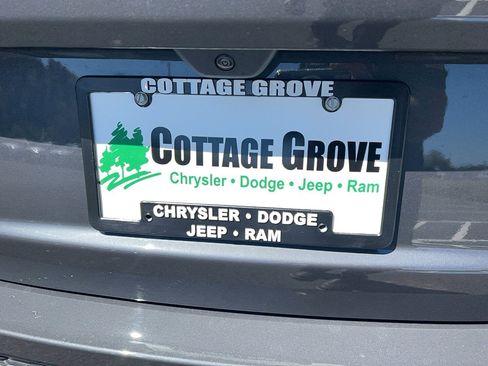 COTTAGE GROVE
COTTAGE GROVE
Chrysler • Dodge • Jeep • Ram
CHRYSLER • DODGE
JEEP • RAM